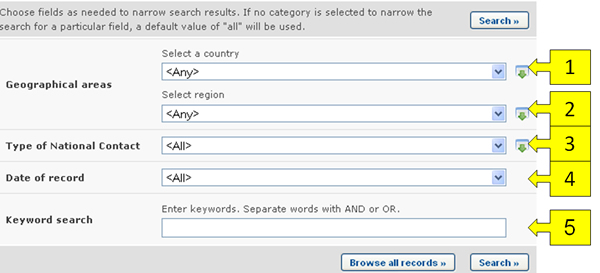 Choose fields as needed to narrow search results. If no category is selected to narrow the
search for a particular field, a default value of "all" will be used.
Search »
Select a country
<Any>
1
Geographical areas
Select region
<Any>
2
Type of National Contact
<All>
3
Date of record
<All>
4
Enter keywords. Separate words with AND or OR.
Keyword search
5
Browse all records »
Search »